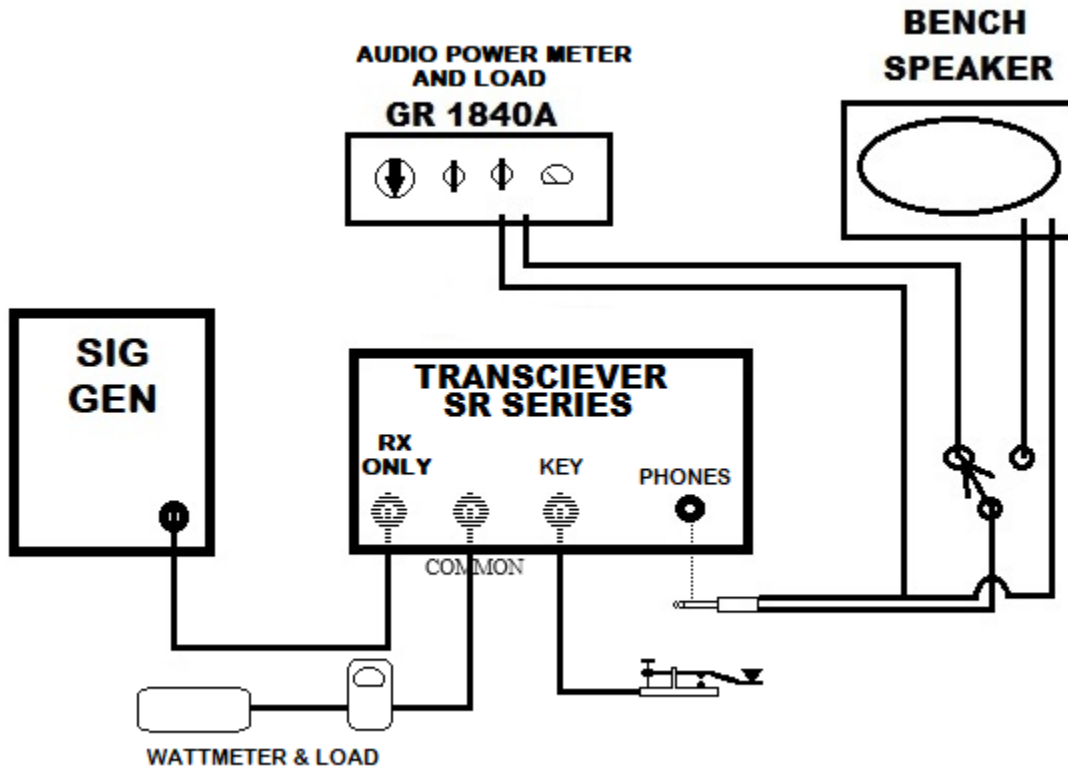 BENCH
SPEAKER
AUDIO POWER METER
AND LOAD
GR 1840A
SIG
GEN
TRANSCIEVER
SR SERIES
RX
ONLY
KEY
PHONES
COMMON
WATTMETER & LOAD